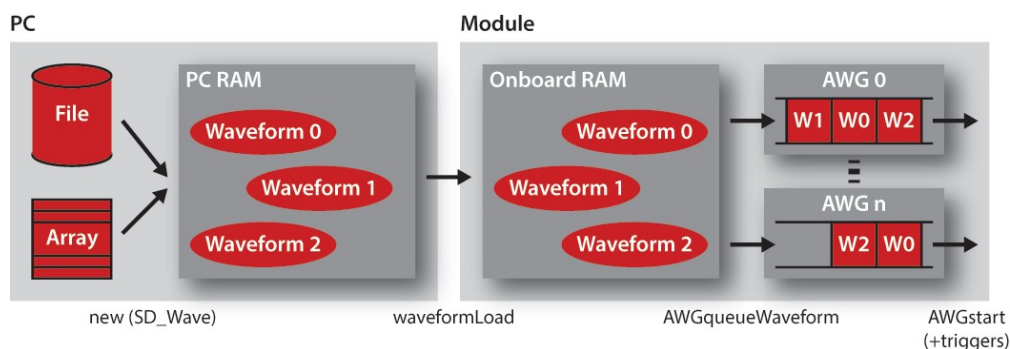 PC
Module
File
Array
PC RAM
Waveform 0
Waveform 1
Waveform 2
Onboard RAM
Waveform 0
Waveform 1
Waveform 2
AWG 0
W1 W0 W2
AWG n
W2 W0
new (SD_Wave)
waveformLoad
AWGqueueWaveform
AWGstart
(+triggers)